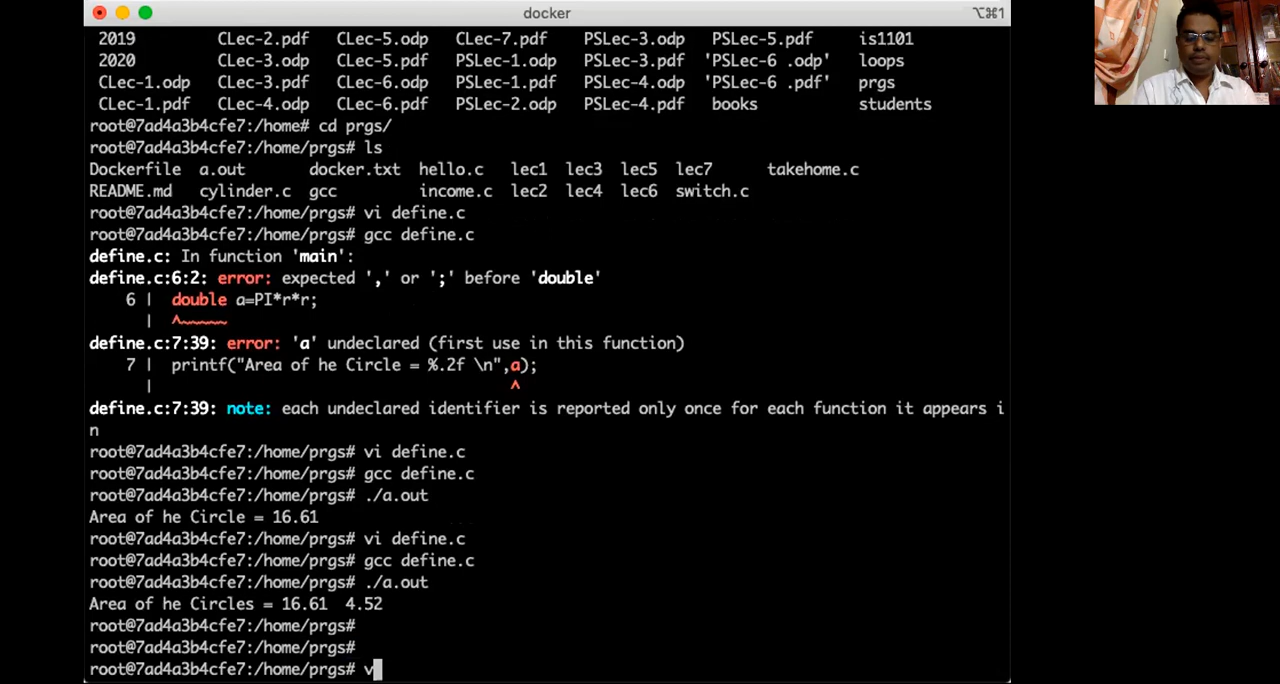 docker
⌥⌘1
2019 CLec-2.pdf CLec-5.odp CLec-7.pdf PSLec-3.odp PSLec-5.pdf is1101
2020 CLec-3.odp CLec-5.pdf PSLec-1.odp PSLec-3.pdf 'PSLec-6 .odp' loops
CLec-1.odp CLec-3.pdf CLec-6.odp PSLec-1.pdf PSLec-4.odp 'PSLec-6 .pdf' prgs
CLec-1.pdf CLec-4.odp CLec-6.pdf PSLec-2.odp PSLec-4.pdf books students
root@7ad4a3b4cfe7:/home# cd prgs/
root@7ad4a3b4cfe7:/home/prgs# ls
Dockerfile a.out docker.txt hello.c lec1 lec3 lec5 lec7 takehome.c
README.md cylinder.c gcc income.c lec2 lec4 lec6 switch.c
root@7ad4a3b4cfe7:/home/prgs# vi define.c
root@7ad4a3b4cfe7:/home/prgs# gcc define.c
define.c: In function 'main':
define.c:6:2: error: expected ',' or ';' before 'double'
6 | double a=PI*r*r;
| ^~~~~~
define.c:7:39: error: 'a' undeclared (first use in this function)
7 | printf("Area of he Circle = %.2f \n",a);
| ^
define.c:7:39: note: each undeclared identifier is reported only once for each function it appears i
n
root@7ad4a3b4cfe7:/home/prgs# vi define.c
root@7ad4a3b4cfe7:/home/prgs# gcc define.c
root@7ad4a3b4cfe7:/home/prgs# ./a.out
Area of he Circle = 16.61
root@7ad4a3b4cfe7:/home/prgs# vi define.c
root@7ad4a3b4cfe7:/home/prgs# gcc define.c
root@7ad4a3b4cfe7:/home/prgs# ./a.out
Area of he Circles = 16.61 4.52
root@7ad4a3b4cfe7:/home/prgs#
root@7ad4a3b4cfe7:/home/prgs#
root@7ad4a3b4cfe7:/home/prgs# v